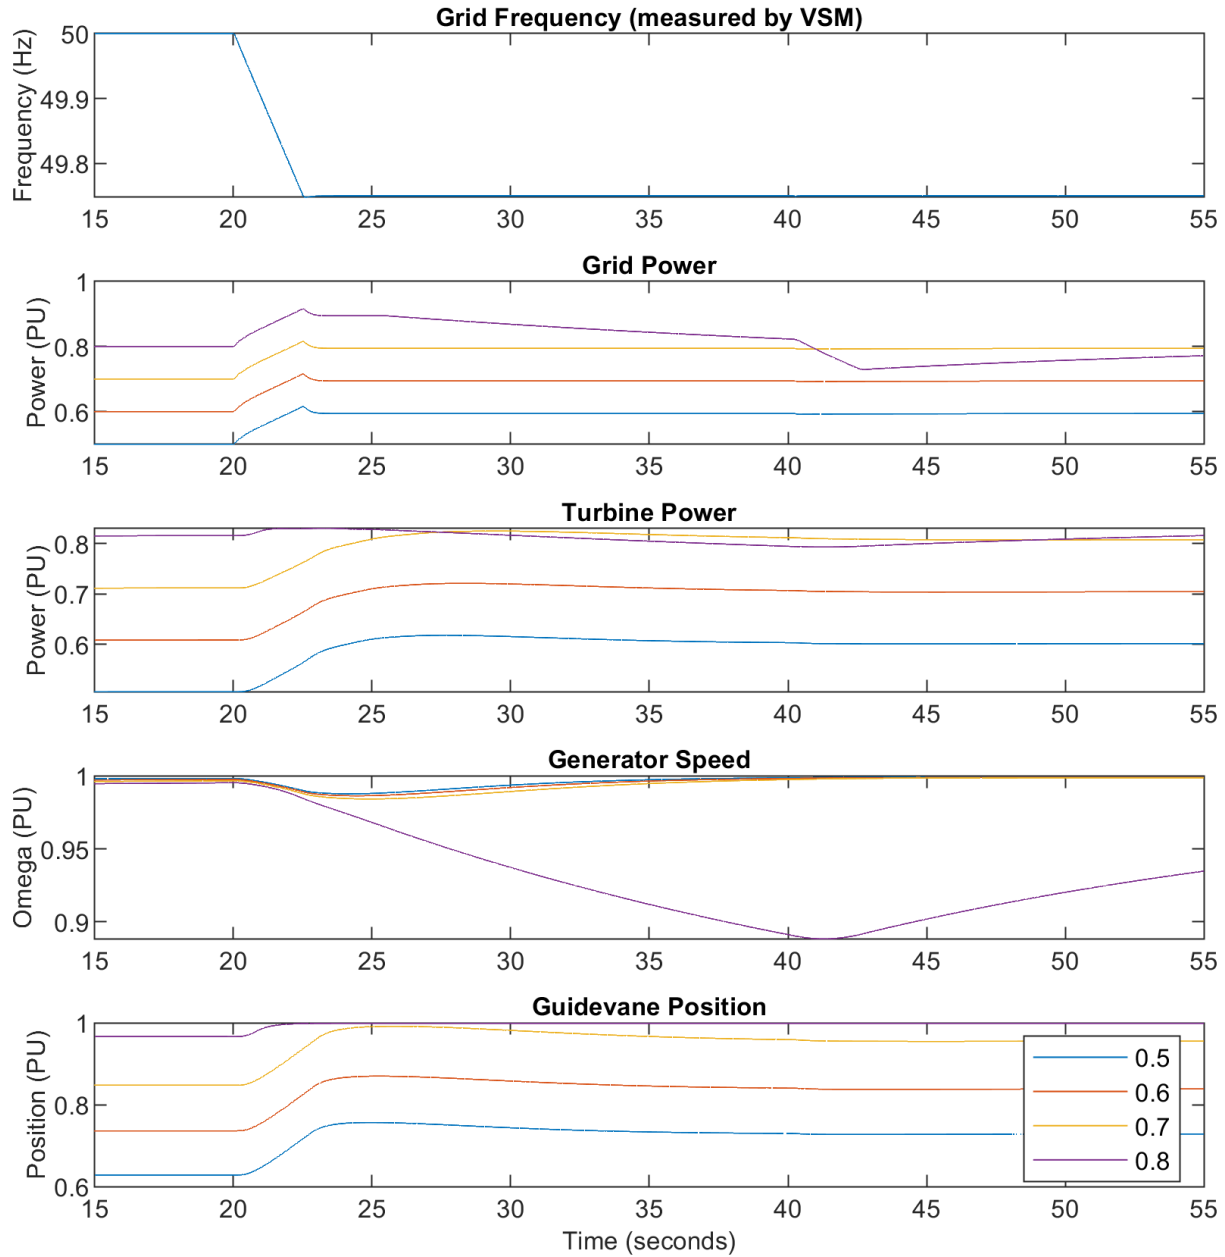 Grid Frequency (measured by VSM)
Frequency (Hz)
50
49.9
49.8
15 20 25 30 35 40 45 50 55
Grid Power
Power (PU)
1
0.8
0.6
15 20 25 30 35 40 45 50 55
Turbine Power
Power (PU)
0.8
0.7
0.6
15 20 25 30 35 40 45 50 55
Generator Speed
Omega (PU)
1
0.95
0.9
15 20 25 30 35 40 45 50 55
Guidevane Position
Position (PU)
1
0.8
0.6
0.5
0.6
0.7
0.8
15 20 25 30 35 40 45 50 55
Time (seconds)